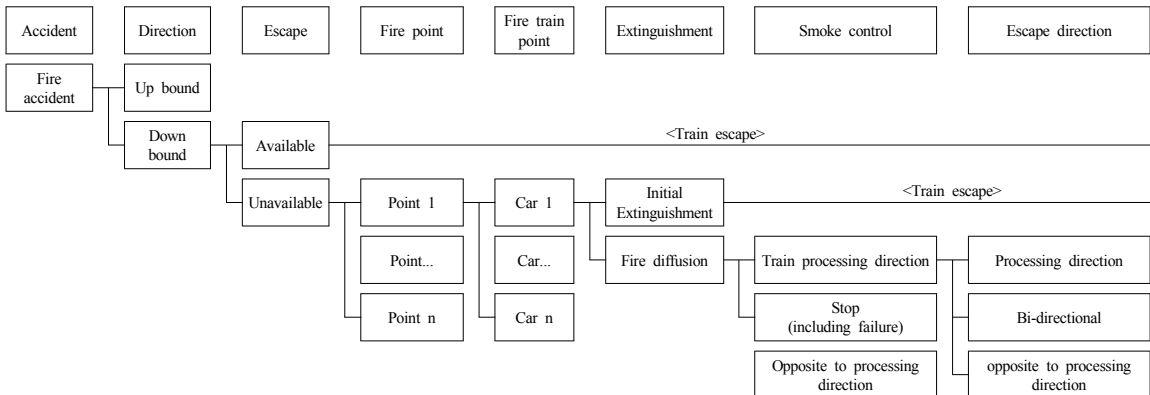 Accident
Direction
Escape
Fire point
Fire train
point
Extinguishment
Smoke control
Escape direction
Fire
accident
Up bound
Down
bound
Available
<Train escape>
Unavailable
Point 1
Car 1
Initial
Extinguishment
<Train escape>
Point...
Car...
Fire diffusion
Train processing direction
Processing direction
Point n
Car n
Stop
(including failure)
Bi-directional
Opposite to processing
direction
opposite to processing
direction